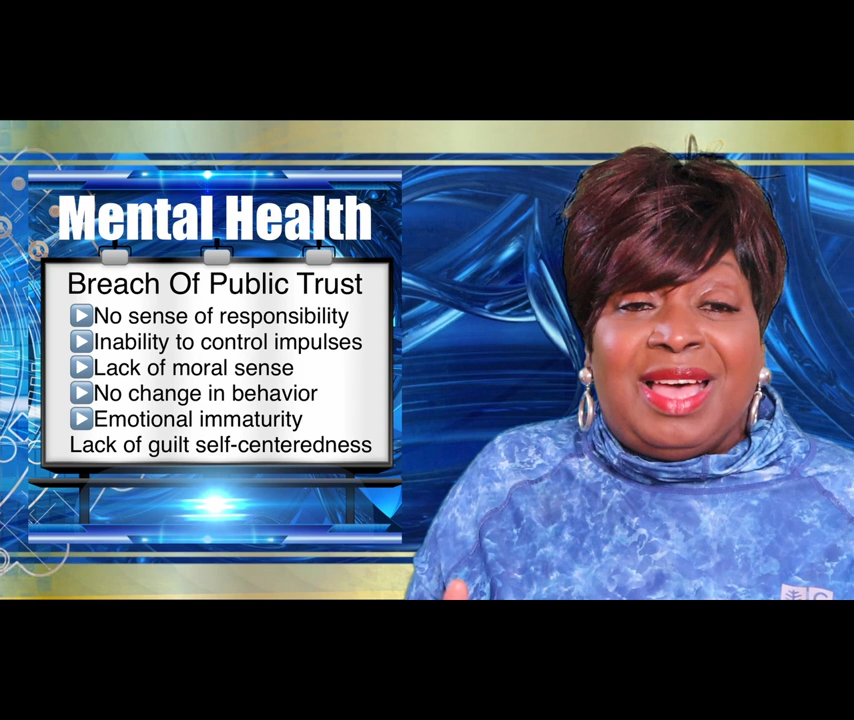 Mental Health
Breach Of Public Trust
▶No sense of responsibility
▶Inability to control impulses
▶Lack of moral sense
▶No change in behavior
▶Emotional immaturity
Lack of guilt self-centeredness